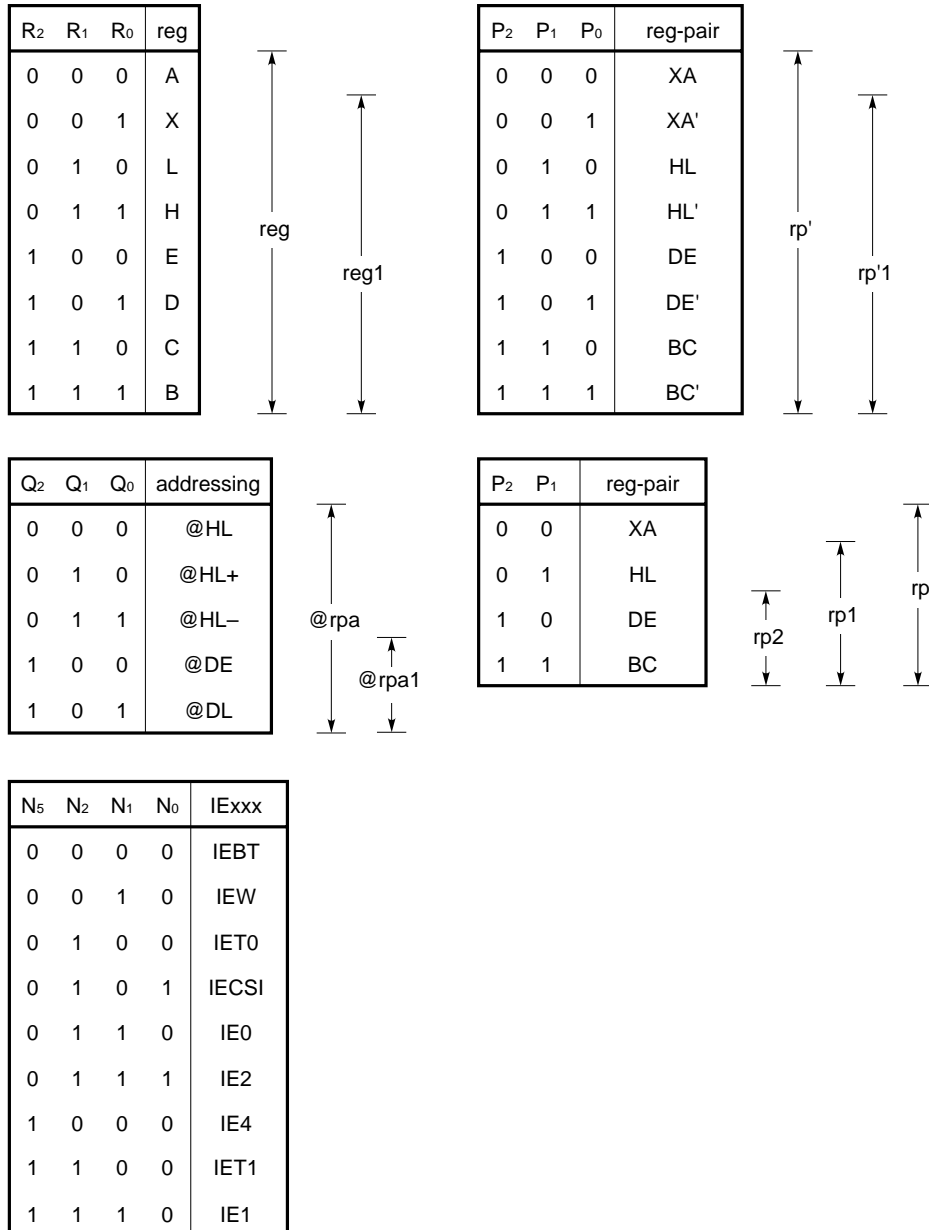 R₂ R₁ R₀ reg
0 0 0 A
0 0 1 X
0 1 0 L
0 1 1 H
1 0 0 E
1 0 1 D
1 1 0 C
1 1 1 B
reg
reg1
P₂ P₁ P₀ reg-pair
0 0 0 XA
0 0 1 XA'
0 1 0 HL
0 1 1 HL'
1 0 0 DE
1 0 1 DE'
1 1 0 BC
1 1 1 BC'
rp'
rp'1
Q₂ Q₁ Q₀ addressing
0 0 0 @HL
0 1 0 @HL+
0 1 1 @HL–
1 0 0 @DE
1 0 1 @DL
@rpa
@rpa1
P₂ P₁ reg-pair
0 0 XA
0 1 HL
1 0 DE
1 1 BC
rp2
rp1
rp
N₅ N₂ N₁ N₀ IExxx
0 0 0 0 IEBT
0 0 1 0 IEW
0 1 0 0 IET0
0 1 0 1 IECSI
0 1 1 0 IE0
0 1 1 1 IE2
1 0 0 0 IE4
1 1 0 0 IET1
1 1 1 0 IE1